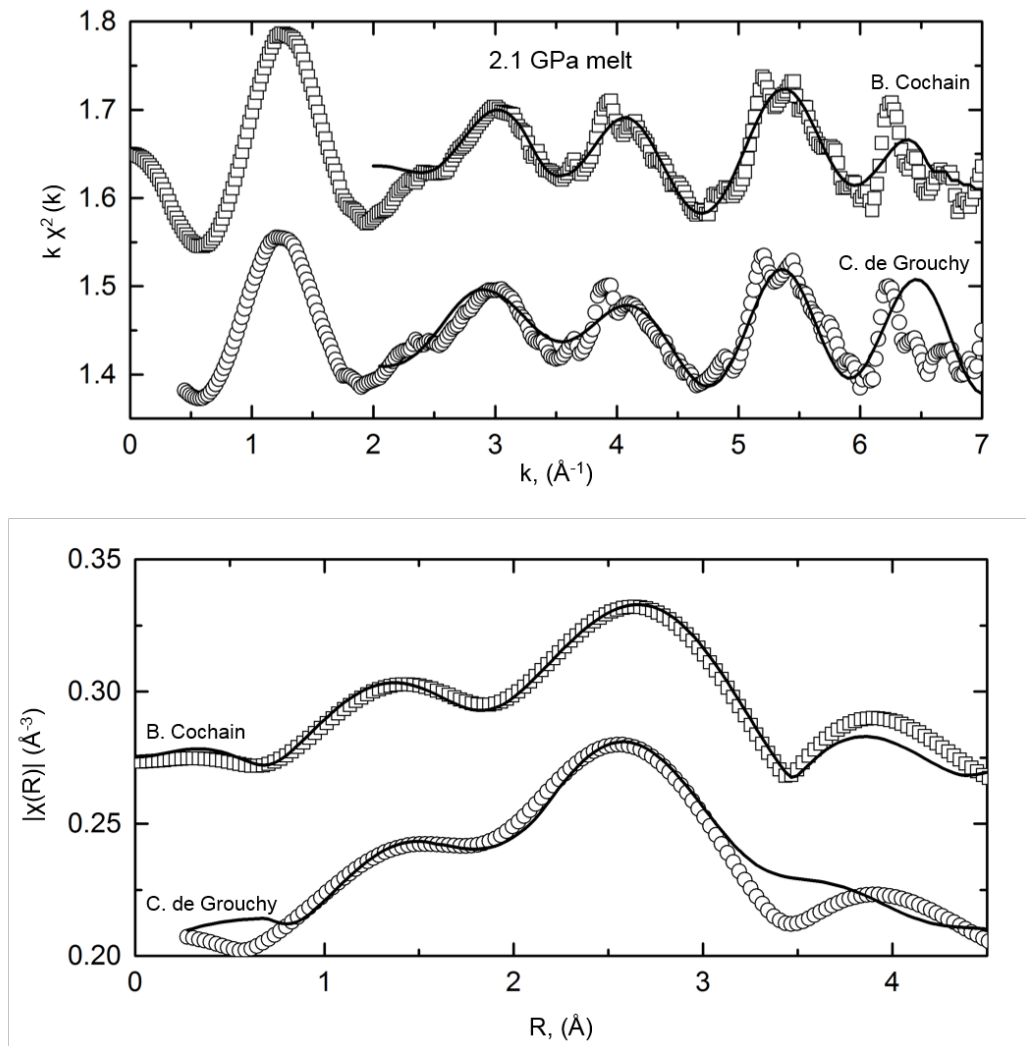 1.8
2.1 GPa melt
B. Cochain
1.7
k χ² (k)
1.6
1.5
C. de Grouchy
1.4
0 1 2 3 4 5 6 7
k, (Å⁻¹)
0.35
0.30
|χ(R)| (Å⁻³)
B. Cochain
0.25
C. de Grouchy
0.20
0 1 2 3 4
R, (Å)